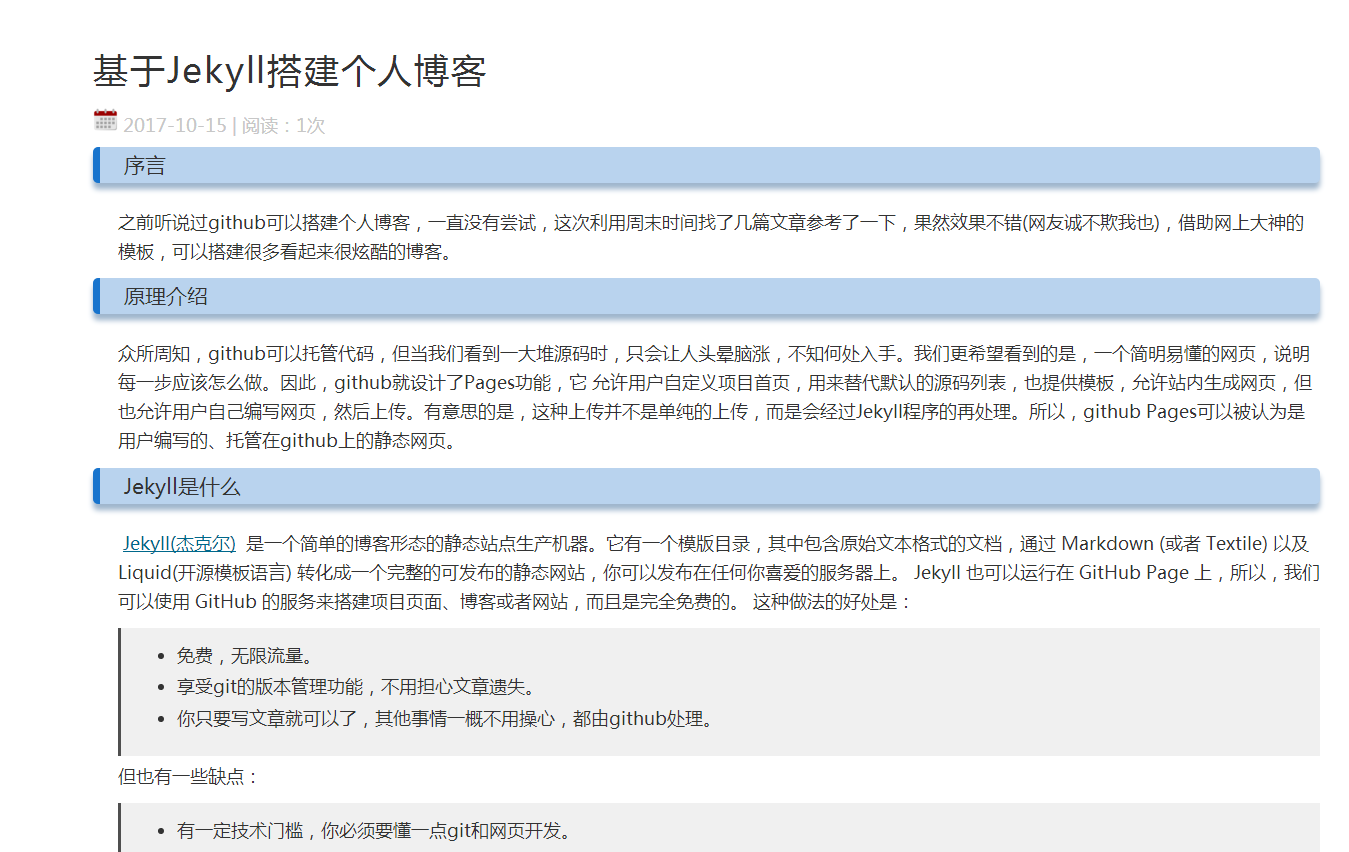 基于Jekyll搭建个人博客
2017-10-15 | 阅读：1次
序言
之前听说过github可以搭建个人博客，一直没有尝试，这次利用周末时间找了几篇文章参考了一下，果然效果不错(网友诚不欺我也)，借助网上大神的
模板，可以搭建很多看起来很炫酷的博客。
原理介绍
众所周知，github可以托管代码，但当我们看到一大堆源码时，只会让人头晕脑涨，不知何处入手。我们更希望看到的是，一个简明易懂的网页，说明
每一步应该怎么做。因此，github就设计了Pages功能，它 允许用户自定义项目首页，用来替代默认的源码列表，也提供模板，允许站内生成网页，但
也允许用户自己编写网页，然后上传。有意思的是，这种上传并不是单纯的上传，而是会经过Jekyll程序的再处理。所以，github Pages可以被认为是
用户编写的、托管在github上的静态网页。
Jekyll是什么
Jekyll(杰克尔) 是一个简单的博客形态的静态站点生产机器。它有一个模版目录，其中包含原始文本格式的文档，通过 Markdown (或者 Textile) 以及
Liquid(开源模板语言) 转化成一个完整的可发布的静态网站，你可以发布在任何你喜爱的服务器上。 Jekyll 也可以运行在 GitHub Page 上，所以，我们
可以使用 GitHub 的服务来搭建项目页面、博客或者网站，而且是完全免费的。 这种做法的好处是：
• 免费，无限流量。
• 享受git的版本管理功能，不用担心文章遗失。
• 你只要写文章就可以了，其他事情一概不用操心，都由github处理。
但也有一些缺点：
• 有一定技术门槛，你必须要懂一点git和网页开发。